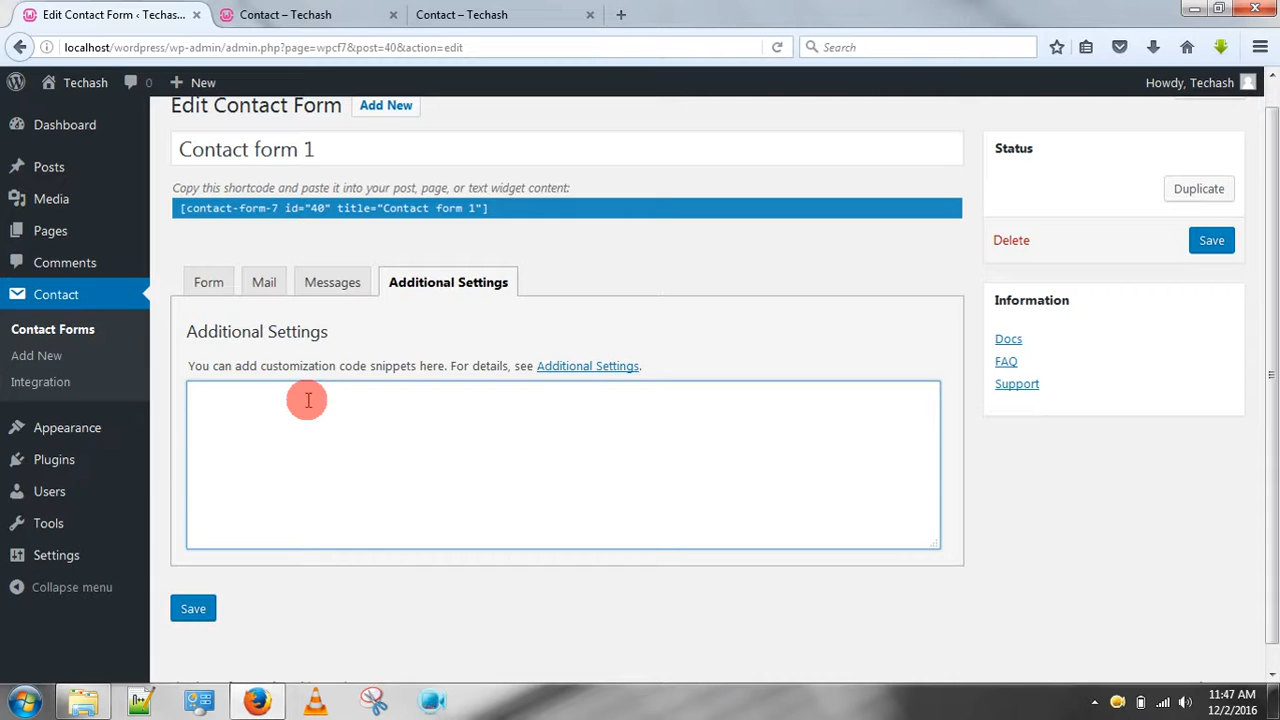 Edit Contact Form ‹ Techas...
Contact – Techash
Contact – Techash
localhost/wordpress/wp-admin/admin.php?page=wpcf7&post=40&action=edit
Search
Techash
0
New
Howdy, Techash
Dashboard
Posts
Media
Pages
Comments
Contact
Contact Forms
Add New
Integration
Appearance
Plugins
Users
Tools
Settings
Collapse menu
Edit Contact Form
Add New
Contact form 1
Copy this shortcode and paste it into your post, page, or text widget content:
[contact-form-7 id="40" title="Contact form 1"]
Form
Mail
Messages
Additional Settings
Additional Settings
You can add customization code snippets here. For details, see Additional Settings.
Save
Status
Duplicate
Delete
Save
Information
Docs
FAQ
Support
11:47 AM
12/2/2016